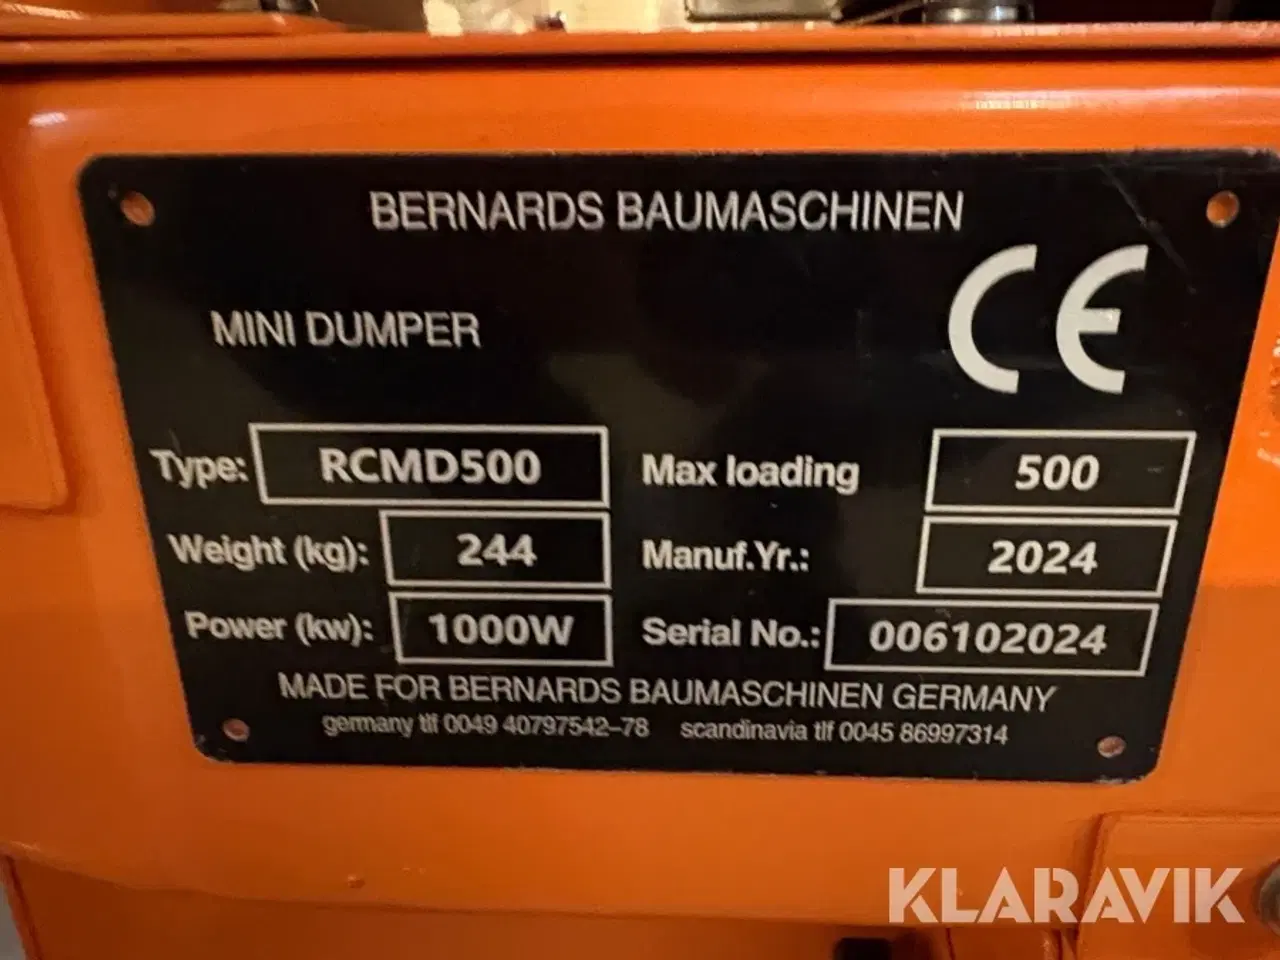 BERNARDS BAUMASCHINEN
CE
MINI DUMPER
Type: RCMD500 Max loading 500
Weight (kg): 244 Manuf.Yr.: 2024
Power (kw): 1000W Serial No.: 006102024
MADE FOR BERNARDS BAUMASCHINEN GERMANY
germany tlf 0049 40797542-78 scandinavia tlf 0045 86997314
KLARAVIK